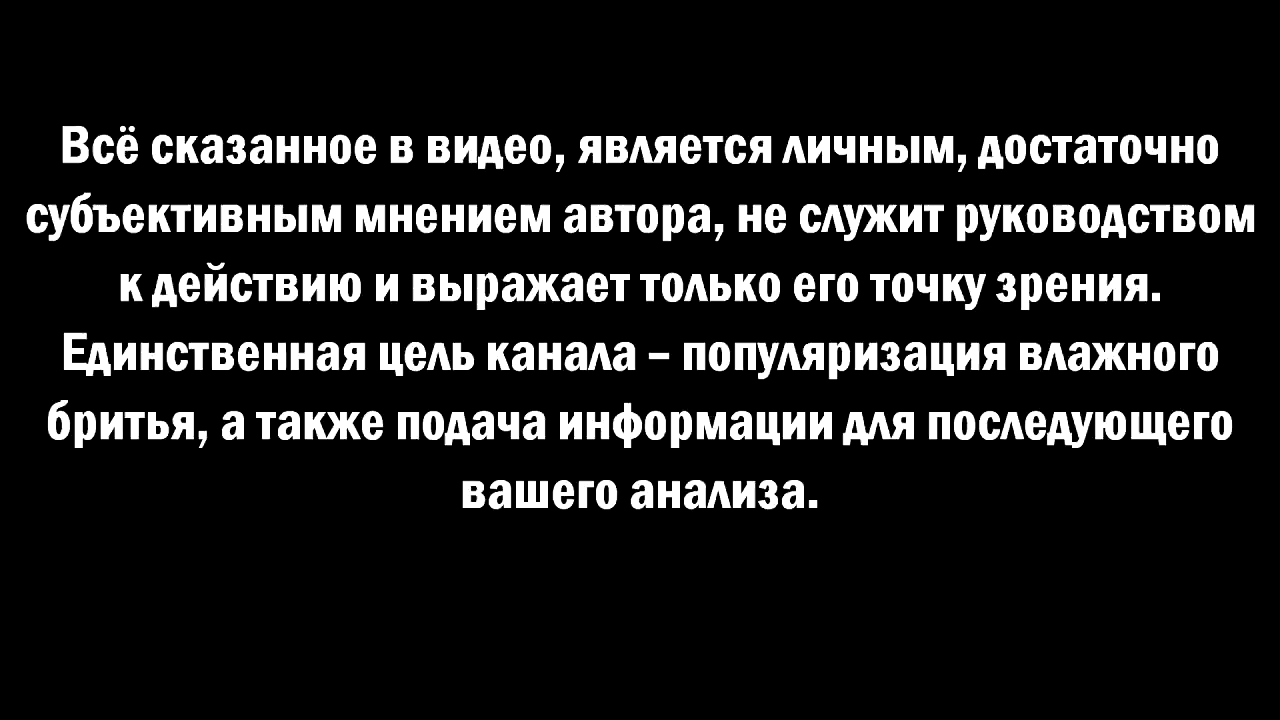 Всё сказанное в видео, является личным, достаточно
субъективным мнением автора, не служит руководством
к действию и выражает только его точку зрения.
Единственная цель канала – популяризация влажного
бритья, а также подача информации для последующего
вашего анализа.